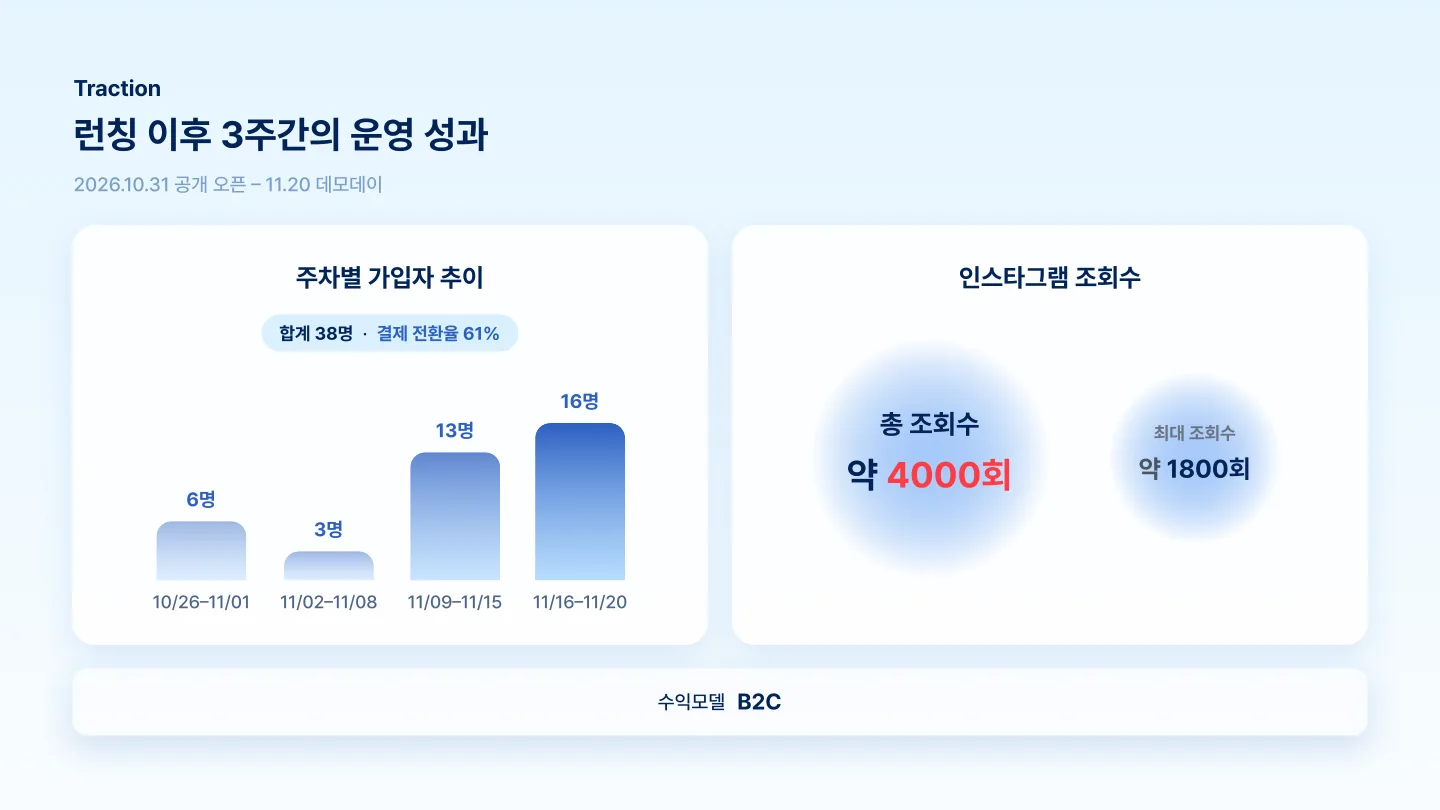 Traction
런칭 이후 3주간의 운영 성과
2026.10.31 공개 오픈 – 11.20 데모데이
주차별 가입자 추이
합계 38명 · 결제 전환율 61%
6명
3명
13명
16명
10/26–11/01
11/02–11/08
11/09–11/15
11/16–11/20
인스타그램 조회수
총 조회수
약 4000회
최대 조회수
약 1800회
수익모델 B2C